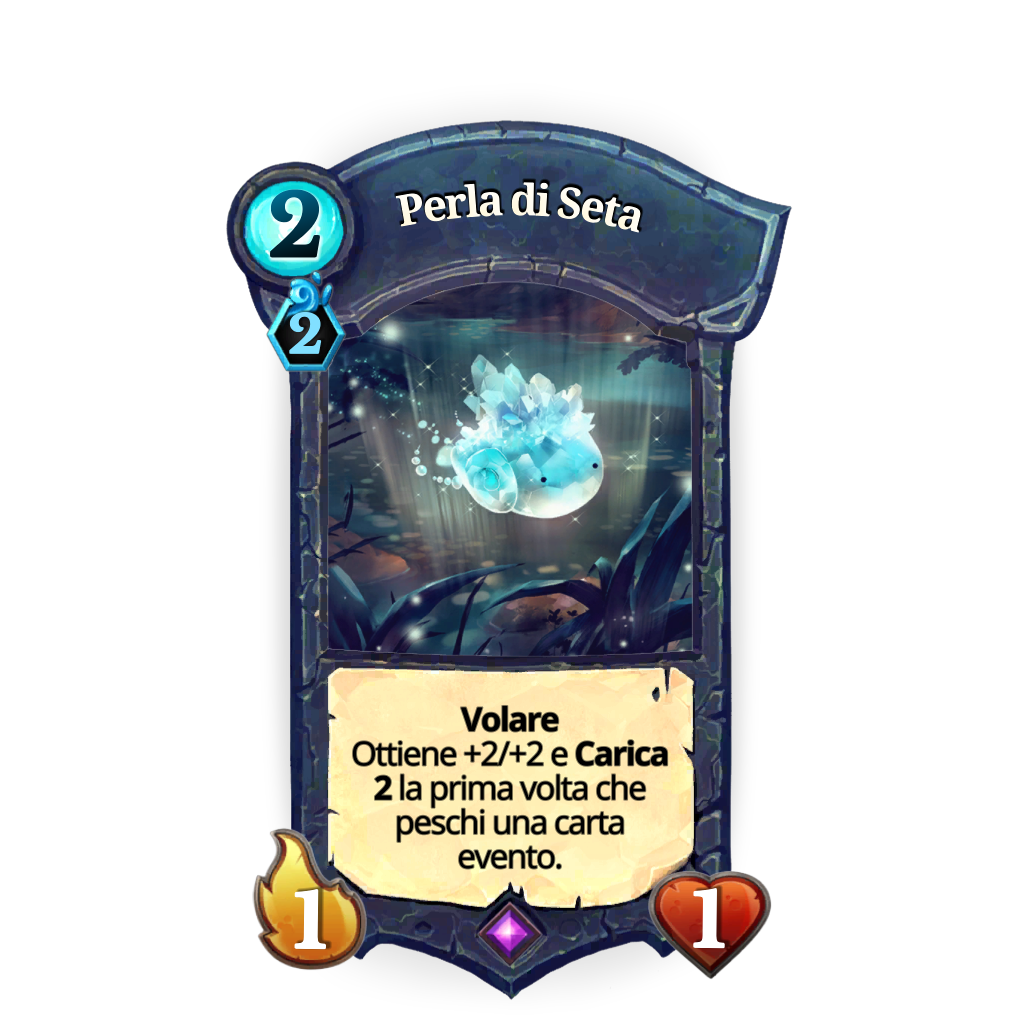 2
Perla di Seta
2
Volare
Ottiene +2/+2 e Carica
2 la prima volta che
peschi una carta
evento.
1
1